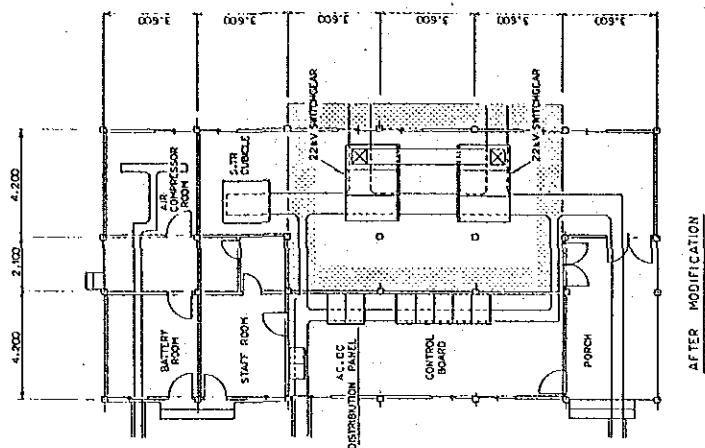 3.600
3.600
3.600
3.600
3.600
3.600
4.200
2.100
4.200
AIR
COMPRESSOR
ROOM
S.TR
CUBICLE
22kV SWITCHGEAR
22kV SWITCHGEAR
BATTERY
ROOM
STAFF ROOM
AC.DC
DISTRIBUTION PANEL
CONTROL
BOARD
PORCH
AFTER MODIFICATION